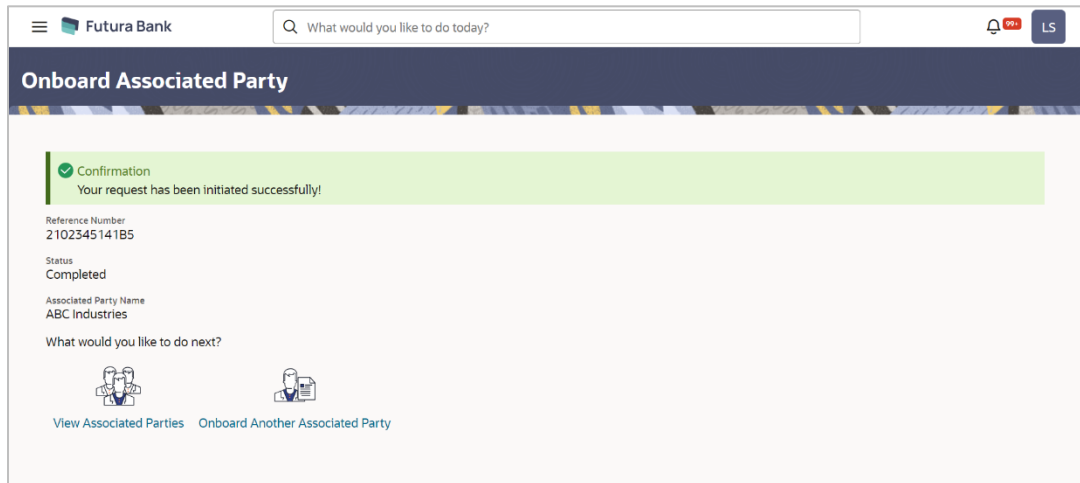 Futura Bank
What would you like to do today?
99+
LS
Onboard Associated Party
Confirmation
Your request has been initiated successfully!
Reference Number
2102345141B5
Status
Completed
Associated Party Name
ABC Industries
What would you like to do next?
View Associated Parties
Onboard Another Associated Party